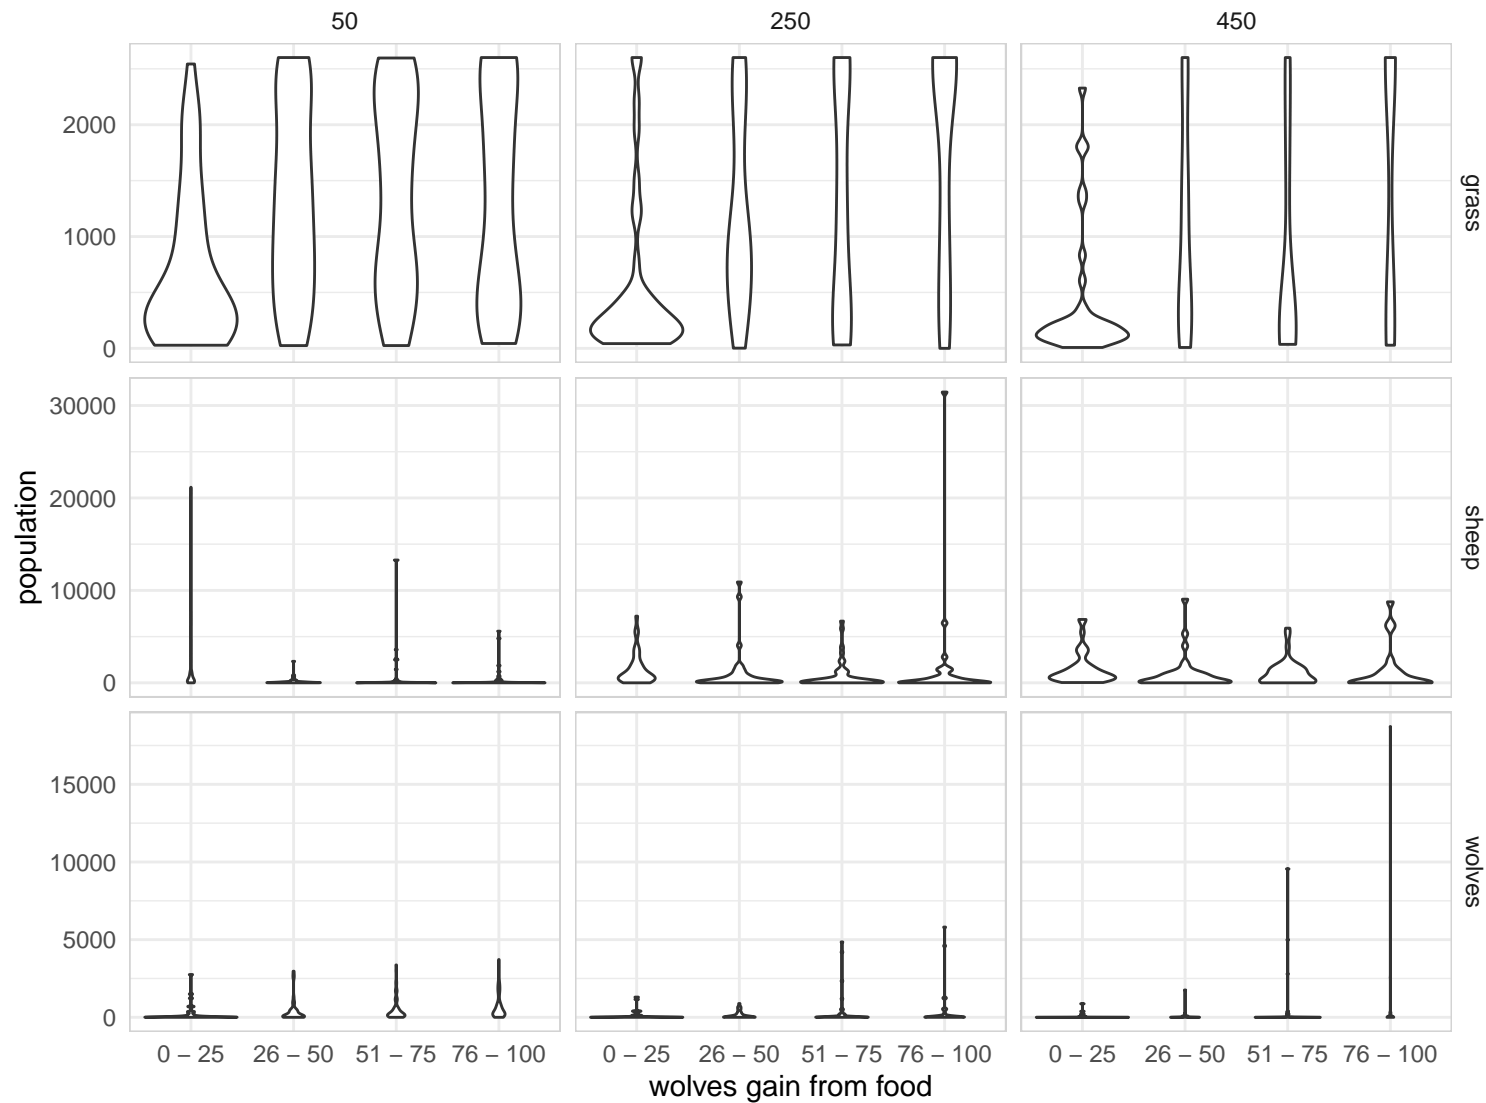 50 250 450
2000
1000
0
grass
30000
20000
10000
0
sheep
population
15000
10000
5000
0
wolves
0 − 25 26 − 50 51 − 75 76 − 100 0 − 25 26 − 50 51 − 75 76 − 100 0 − 25 26 − 50 51 − 75 76 − 100
wolves gain from food